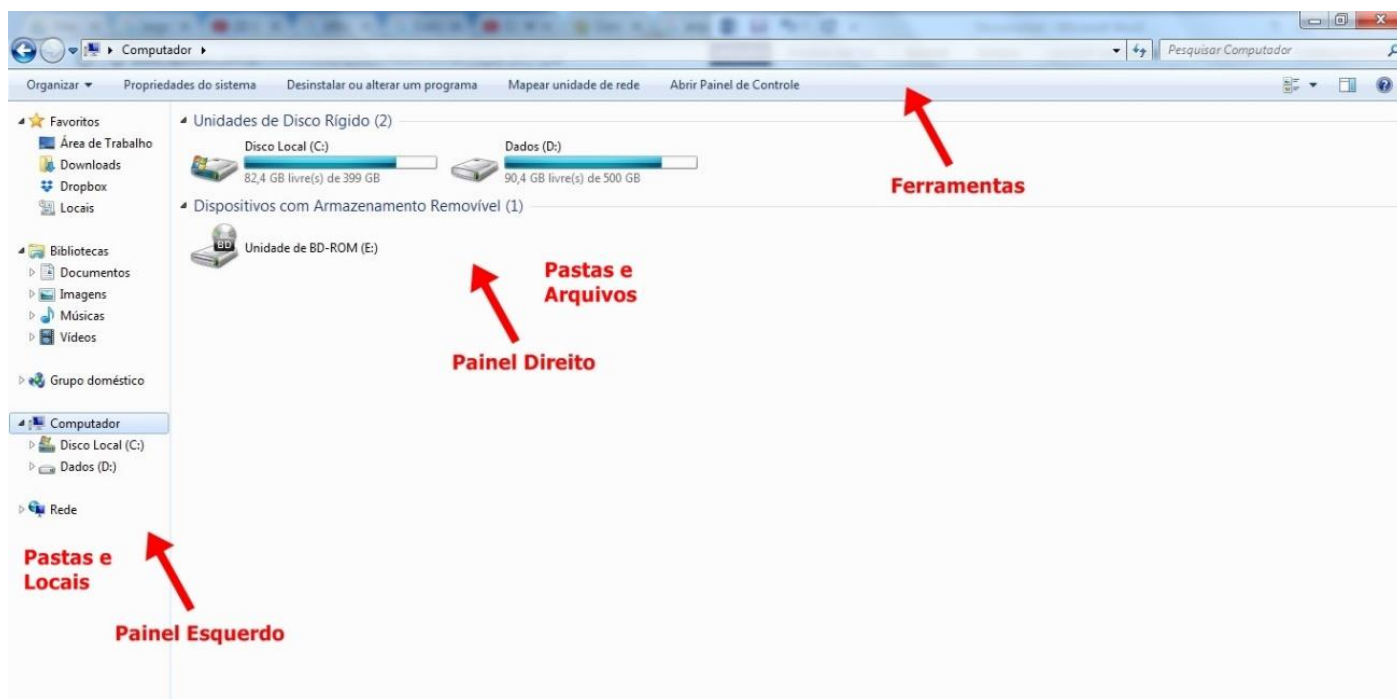 Computador
Pesquisar Computador
Organizar
Propriedades do sistema
Desinstalar ou alterar um programa
Mapear unidade de rede
Abrir Painel de Controle
Ferramentas
Favoritos
Área de Trabalho
Downloads
Dropbox
Locais
Bibliotecas
Documentos
Imagens
Músicas
Vídeos
Grupo doméstico
Computador
Disco Local (C:)
Dados (D:)
Rede
Pastas e
Locais
Painel Esquerdo
Unidades de Disco Rígido (2)
Disco Local (C:)
82,4 GB livre(s) de 399 GB
Dados (D:)
90,4 GB livre(s) de 500 GB
Dispositivos com Armazenamento Removível (1)
BD
Unidade de BD-ROM (E:)
Pastas e
Arquivos
Painel Direito